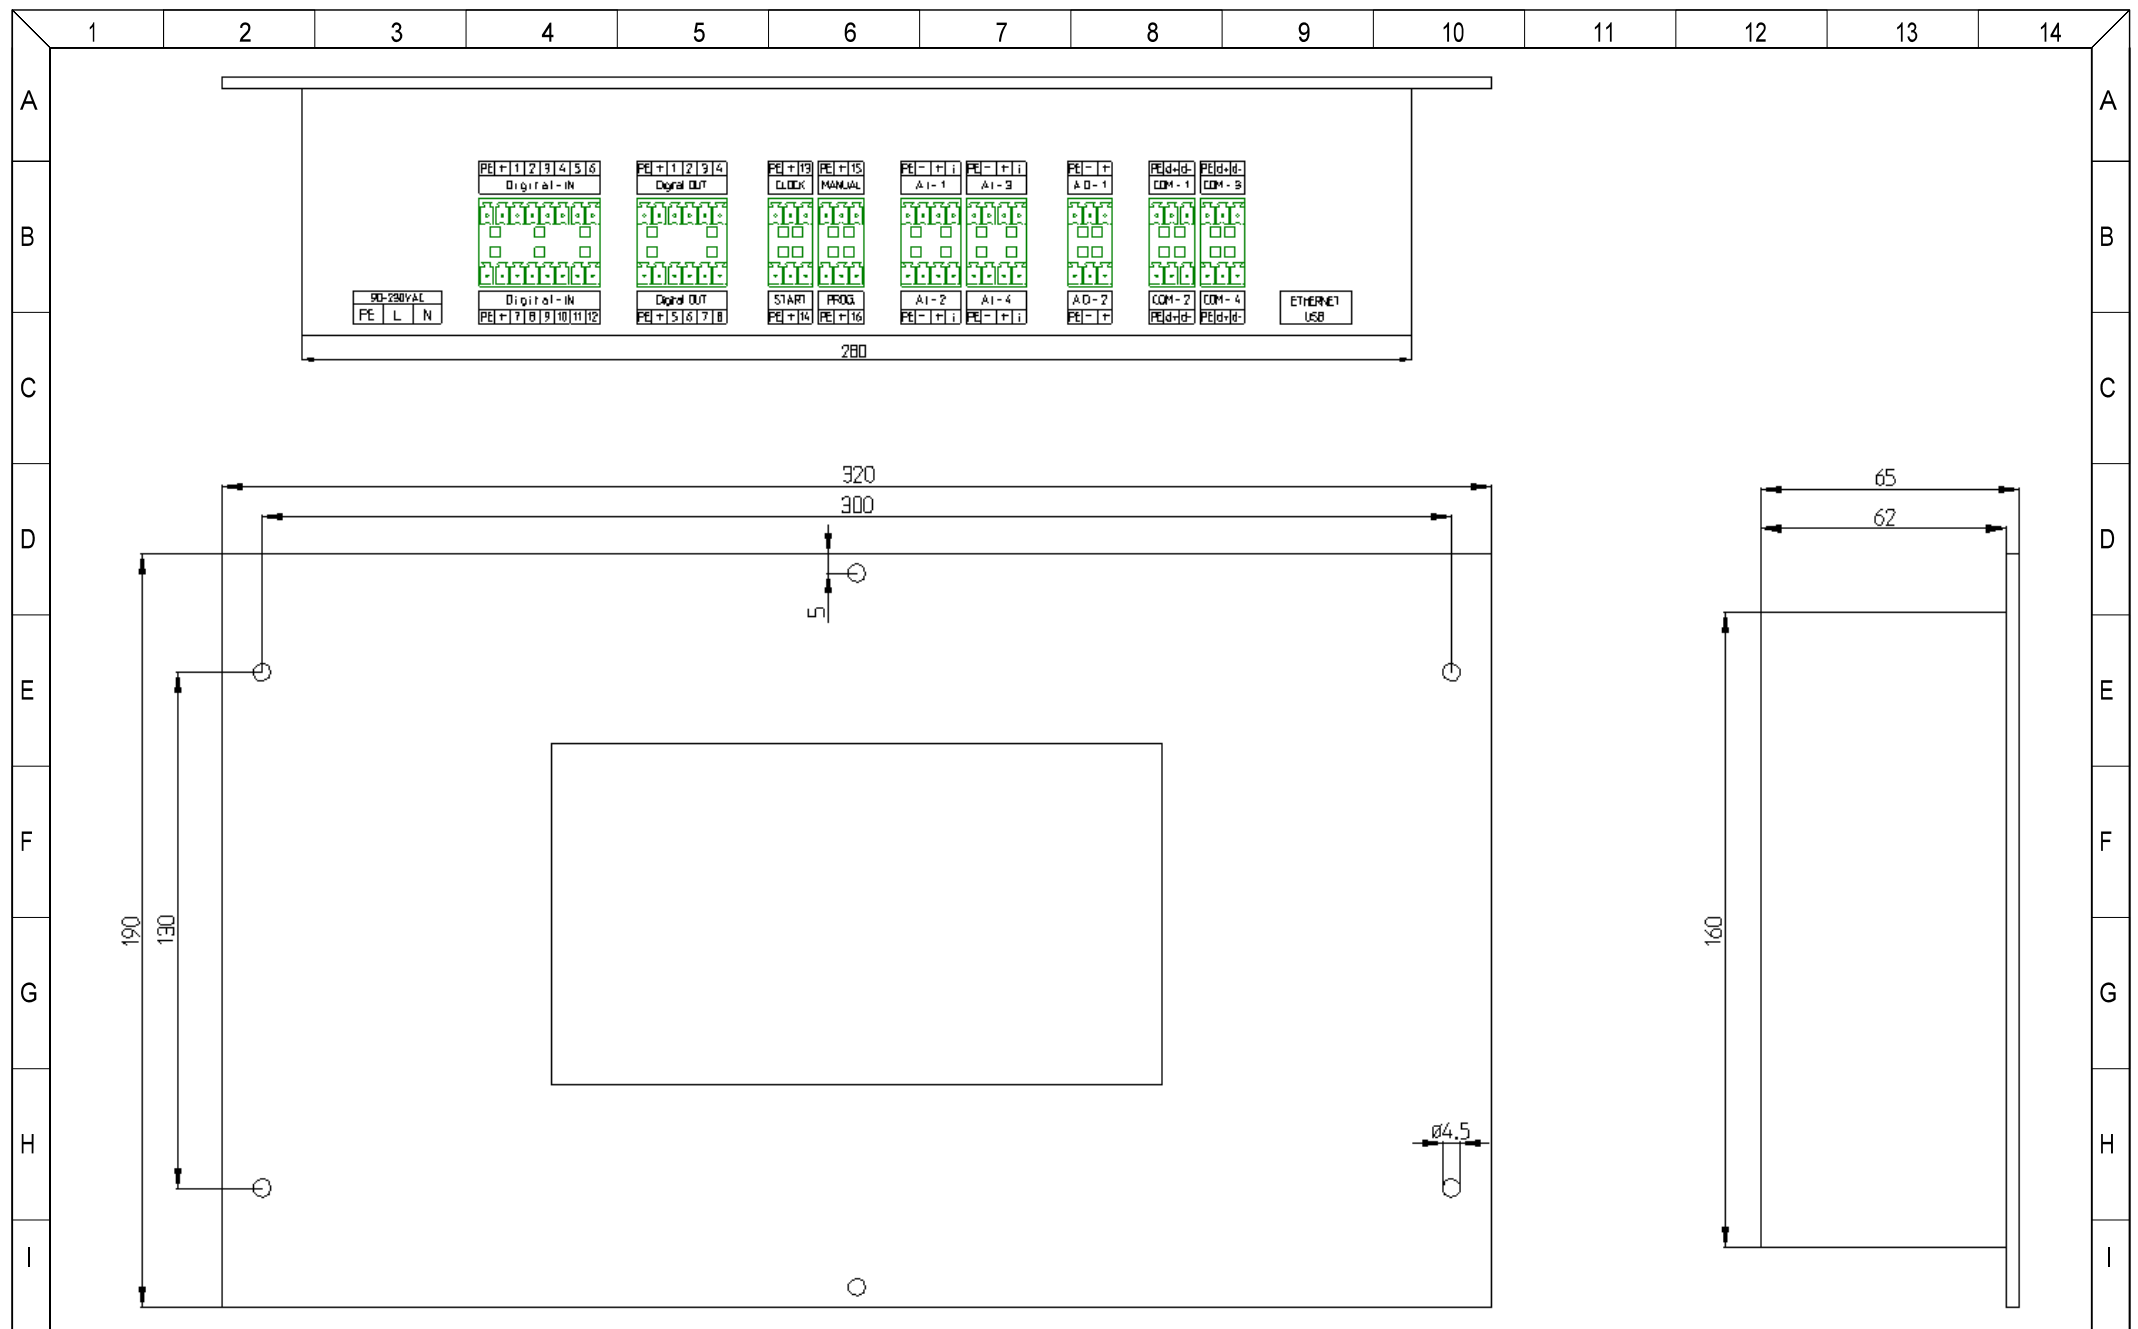 1 2 3 4 5 6 7 8 9 10 11 12 13 14
A A
PE + 1 2 3 4 5 6 PE + 1 2 3 4 PE + 13 PE + 15 PE - + i PE - + i PE - + PE d+ d- PE d+ d-
Digital-IN Digital OUT CLOCK MANUAL AI-1 AI-3 AO-1 COM-1 COM-3
B B
90-230VAC Digital-IN Digital OUT START PROG. AI-2 AI-4 AO-2 COM-2 COM-4 ETHERNET
PE L N PE + 7 8 9 10 11 12 PE + 5 6 7 8 PE + 14 PE + 16 PE - + i PE - + i PE - + PE d+ d- PE d+ d- USB
280
C C
320 65
300 62
D D
5
E E
F F
190 130 160
G G
ø4.5
H H
I I